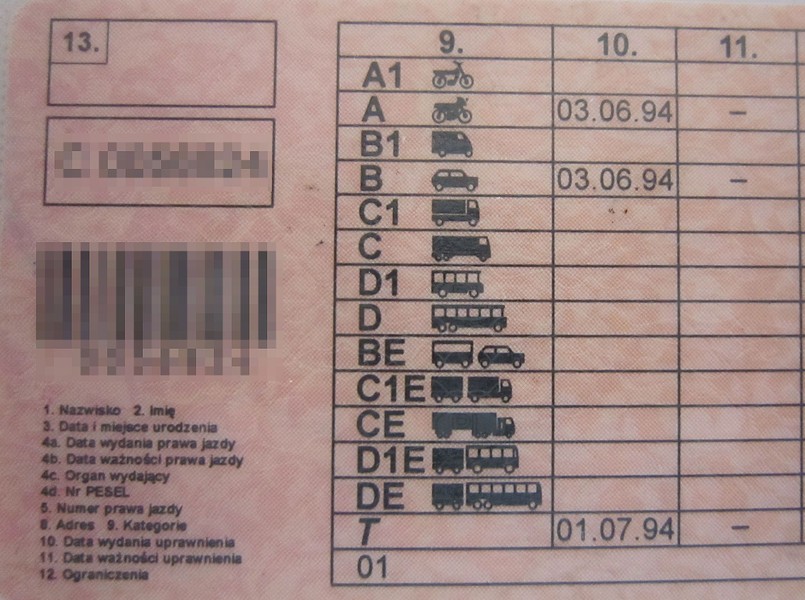 13.
1. Nazwisko 2. Imię
3. Data i miejsce urodzenia
4a. Data wydania prawa jazdy
4b. Data ważności prawa jazdy
4c. Organ wydający
4d. Nr PESEL
5. Numer prawa jazdy
8. Adres 9. Kategorie
10. Data wydania uprawnienia
11. Data ważności uprawnienia
12. Ograniczenia
9. 10. 11.
A1
A 03.06.94 –
B1
B 03.06.94 –
C1
C
D1
D
BE
C1E
CE
D1E
DE
T 01.07.94 –
01